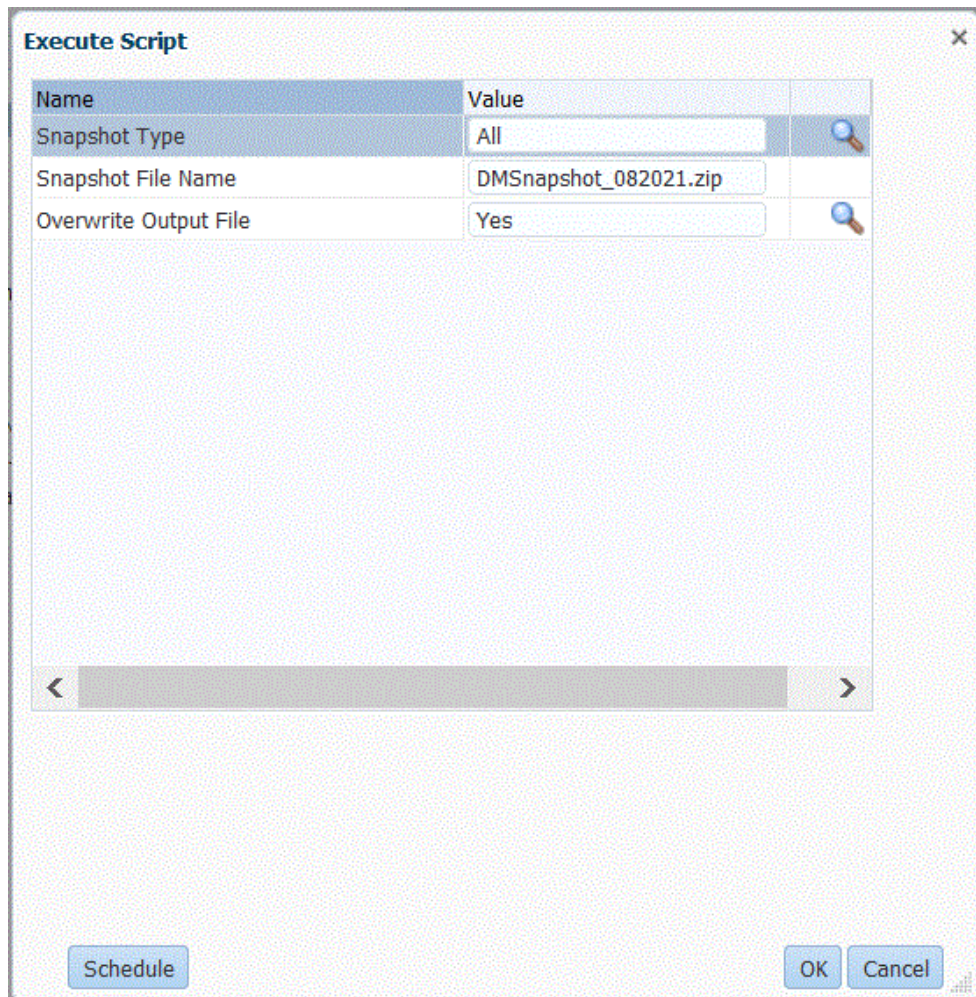 Execute Script
Name Value
Snapshot Type All
Snapshot File Name DMSnapshot_082021.zip
Overwrite Output File Yes
Schedule OK Cancel